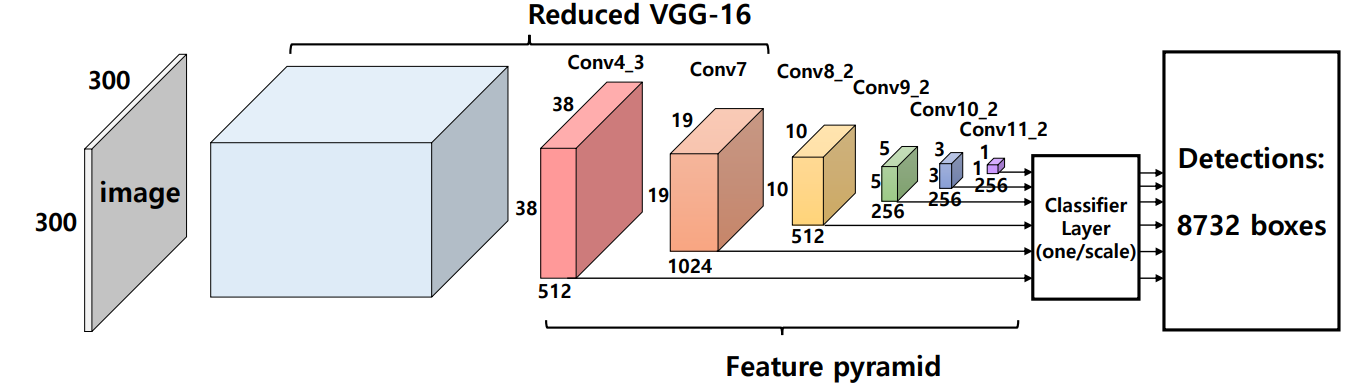 Reduced VGG-16
300
image
300
Conv4_3
38
38
512
Conv7
19
19
1024
Conv8_2
10
10
512
Conv9_2
5
5
256
Conv10_2
3
3
256
Conv11_2
1
1
256
Classifier
Layer
(one/scale)
Detections:
8732 boxes
Feature pyramid